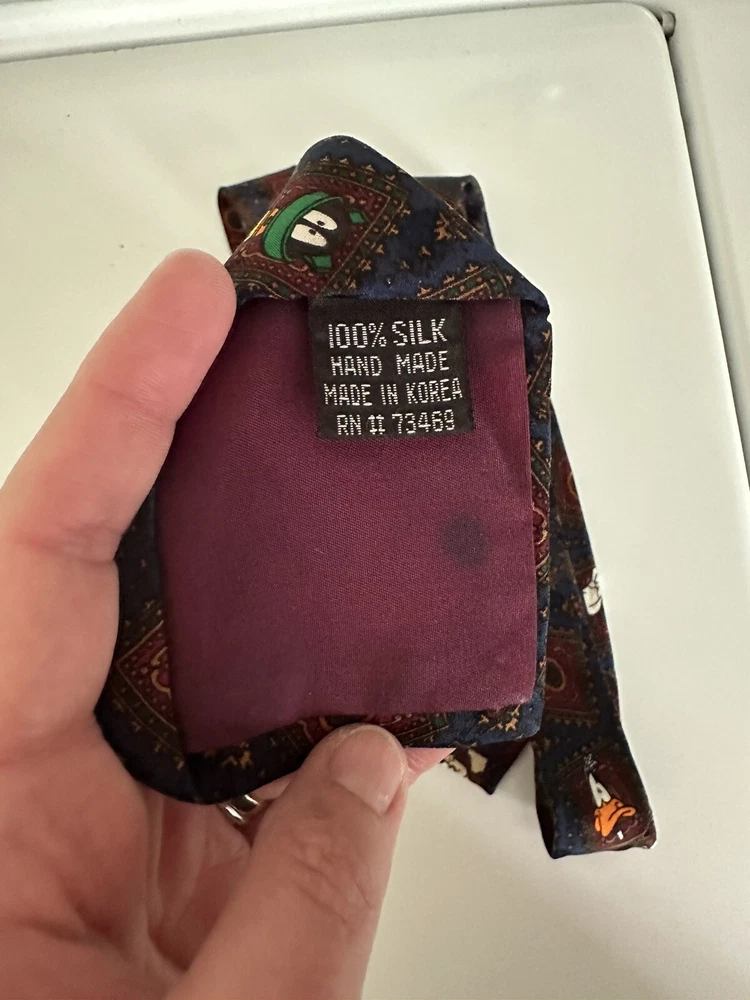 100% SILK
HAND MADE
MADE IN KOREA
RN # 73469